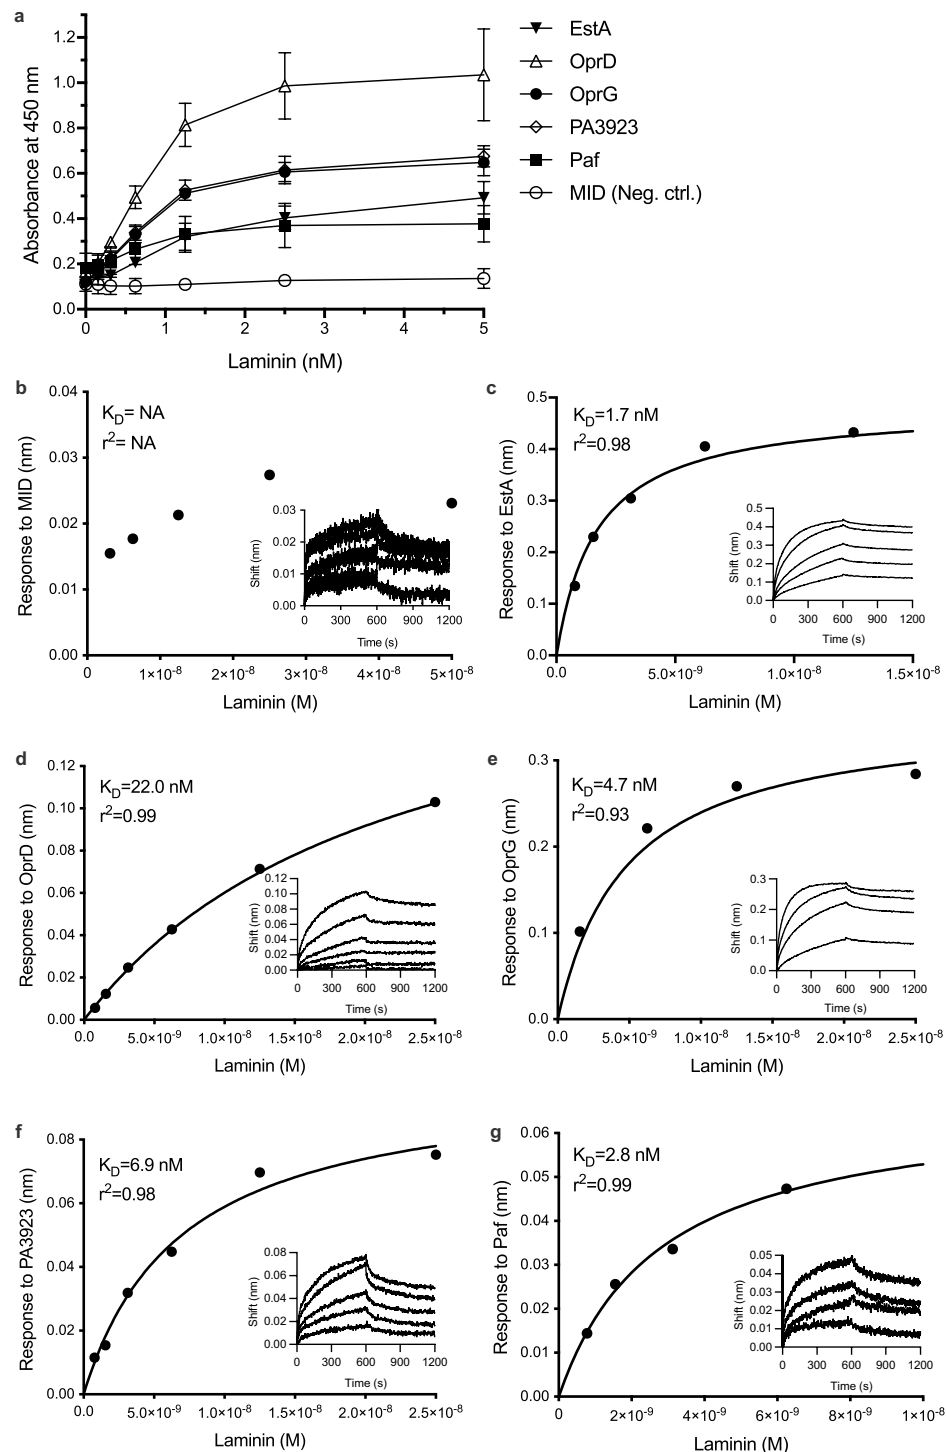 a
Absorbance at 450 nm
1.2
1.0
0.8
0.6
0.4
0.2
0.0
0 1 2 3 4 5
Laminin (nM)
EstA
OprD
OprG
PA3923
Paf
MID (Neg. ctrl.)
b
Response to MID (nm)
0.04
0.03
0.02
0.01
0.00
K_D= NA
r²= NA
0 1×10⁻⁸ 2×10⁻⁸ 3×10⁻⁸ 4×10⁻⁸ 5×10⁻⁸
Laminin (M)
Shift (nm)
0.03
0.02
0.01
0.00
0 300 600 900 1200
Time (s)
c
Response to EstA (nm)
0.5
0.4
0.3
0.2
0.1
0.0
K_D=1.7 nM
r²=0.98
0.0 5.0×10⁻⁹ 1.0×10⁻⁸ 1.5×10⁻⁸
Laminin (M)
Shift (nm)
0.5
0.4
0.3
0.2
0.1
0.0
0 300 600 900 1200
Time (s)
d
Response to OprD (nm)
0.12
0.10
0.08
0.06
0.04
0.02
0.00
K_D=22.0 nM
r²=0.99
0.0 5.0×10⁻⁹ 1.0×10⁻⁸ 1.5×10⁻⁸ 2.0×10⁻⁸ 2.5×10⁻⁸
Laminin (M)
Shift (nm)
0.12
0.10
0.08
0.06
0.04
0.02
0.00
0 300 600 900 1200
Time (s)
e
Response to OprG (nm)
0.3
0.2
0.1
0.0
K_D=4.7 nM
r²=0.93
0.0 5.0×10⁻⁹ 1.0×10⁻⁸ 1.5×10⁻⁸ 2.0×10⁻⁸ 2.5×10⁻⁸
Laminin (M)
Shift (nm)
0.3
0.2
0.1
0.0
0 300 600 900 1200
Time (s)
f
Response to PA3923 (nm)
0.08
0.06
0.04
0.02
0.00
K_D=6.9 nM
r²=0.98
0.0 5.0×10⁻⁹ 1.0×10⁻⁸ 1.5×10⁻⁸ 2.0×10⁻⁸ 2.5×10⁻⁸
Laminin (M)
Shift (nm)
0.08
0.06
0.04
0.02
0.00
0 300 600 900 1200
Time (s)
g
Response to Paf (nm)
0.06
0.05
0.04
0.03
0.02
0.01
0.00
K_D=2.8 nM
r²=0.99
0 2×10⁻⁹ 4×10⁻⁹ 6×10⁻⁹ 8×10⁻⁹ 1×10⁻⁸
Laminin (M)
Shift (nm)
0.05
0.04
0.03
0.02
0.01
0.00
0 300 600 900 1200
Time (s)